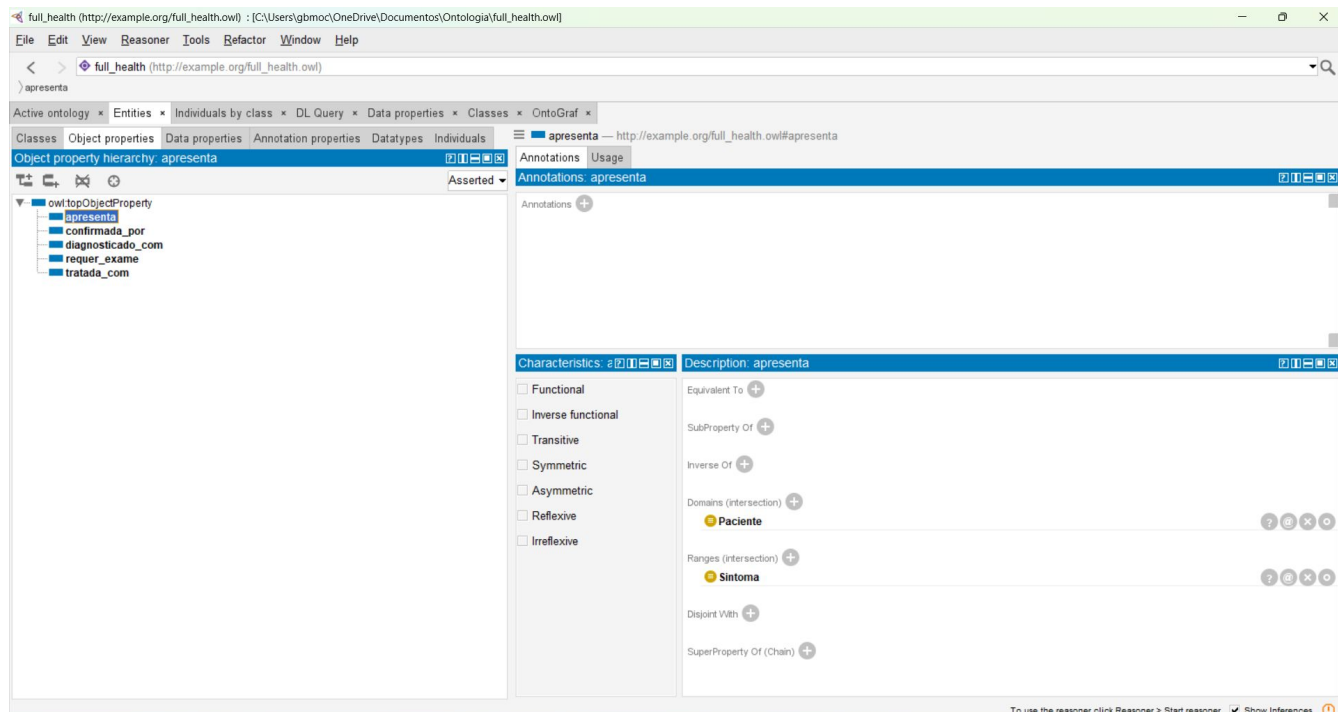 full_health (http://example.org/full_health.owl) : [C:\Users\gbmoc\OneDrive\Documentos\Ontologia\full_health.owl]
File Edit View Reasoner Tools Refactor Window Help
full_health (http://example.org/full_health.owl)
apresenta
Active ontology × Entities × Individuals by class × DL Query × Data properties × Classes × OntoGraf ×
Classes Object properties Data properties Annotation properties Datatypes Individuals
Object property hierarchy: apresenta
Asserted
owl:topObjectProperty
apresenta
confirmada_por
diagnosticado_com
requer_exame
tratada_com
apresenta — http://example.org/full_health.owl#apresenta
Annotations Usage
Annotations: apresenta
Annotations
Characteristics: a
Functional
Inverse functional
Transitive
Symmetric
Asymmetric
Reflexive
Irreflexive
Description: apresenta
Equivalent To
SubProperty Of
Inverse Of
Domains (intersection)
Paciente
Ranges (intersection)
Sintoma
Disjoint With
SuperProperty Of (Chain)
To use the reasoner click Reasoner > Start reasoner Show Inferences